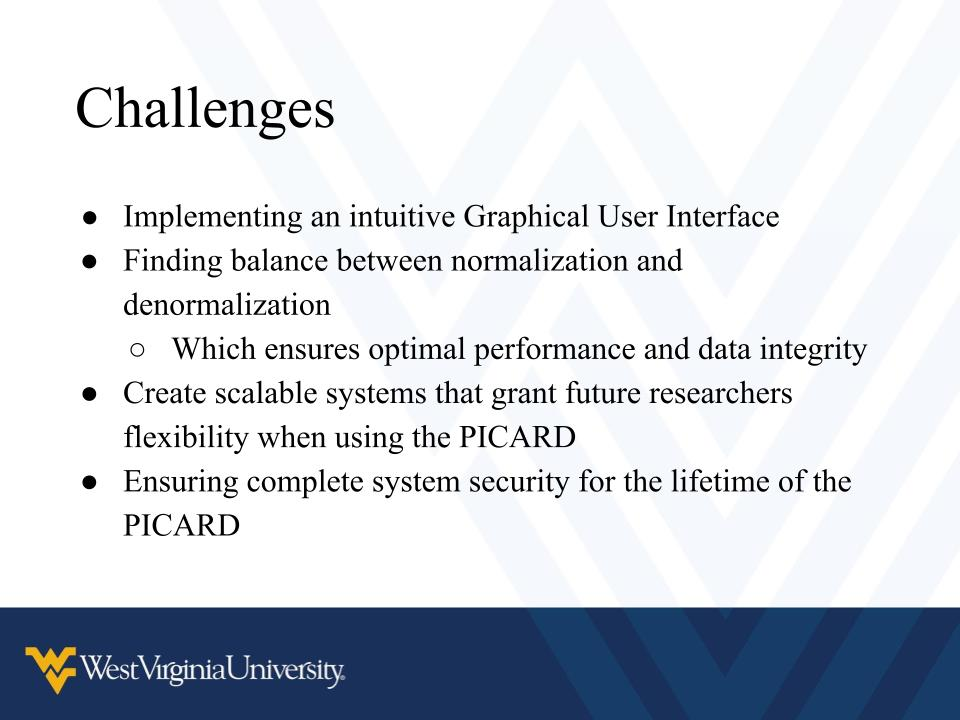 Challenges
● Implementing an intuitive Graphical User Interface
● Finding balance between normalization and
denormalization
○ Which ensures optimal performance and data integrity
● Create scalable systems that grant future researchers
flexibility when using the PICARD
● Ensuring complete system security for the lifetime of the
PICARD
WestVirginiaUniversity®